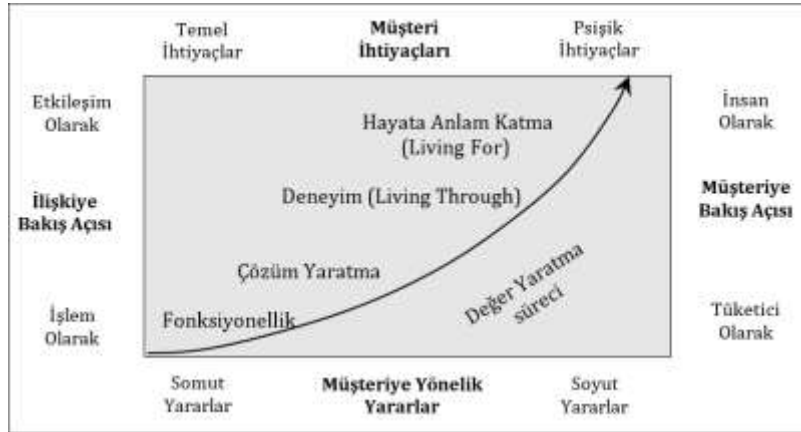 Temel
İhtiyaçlar
Müşteri
İhtiyaçları
Psişik
İhtiyaçlar
Etkileşim
Olarak
İnsan
Olarak
Hayata Anlam Katma
(Living For)
İlişkiye
Bakış Açısı
Deneyim (Living Through)
Müşteriye
Bakış Açısı
Çözüm Yaratma
Değer Yaratma
süreci
İşlem
Olarak
Fonksiyonellik
Tüketici
Olarak
Somut
Yararlar
Müşteriye Yönelik
Yararlar
Soyut
Yararlar